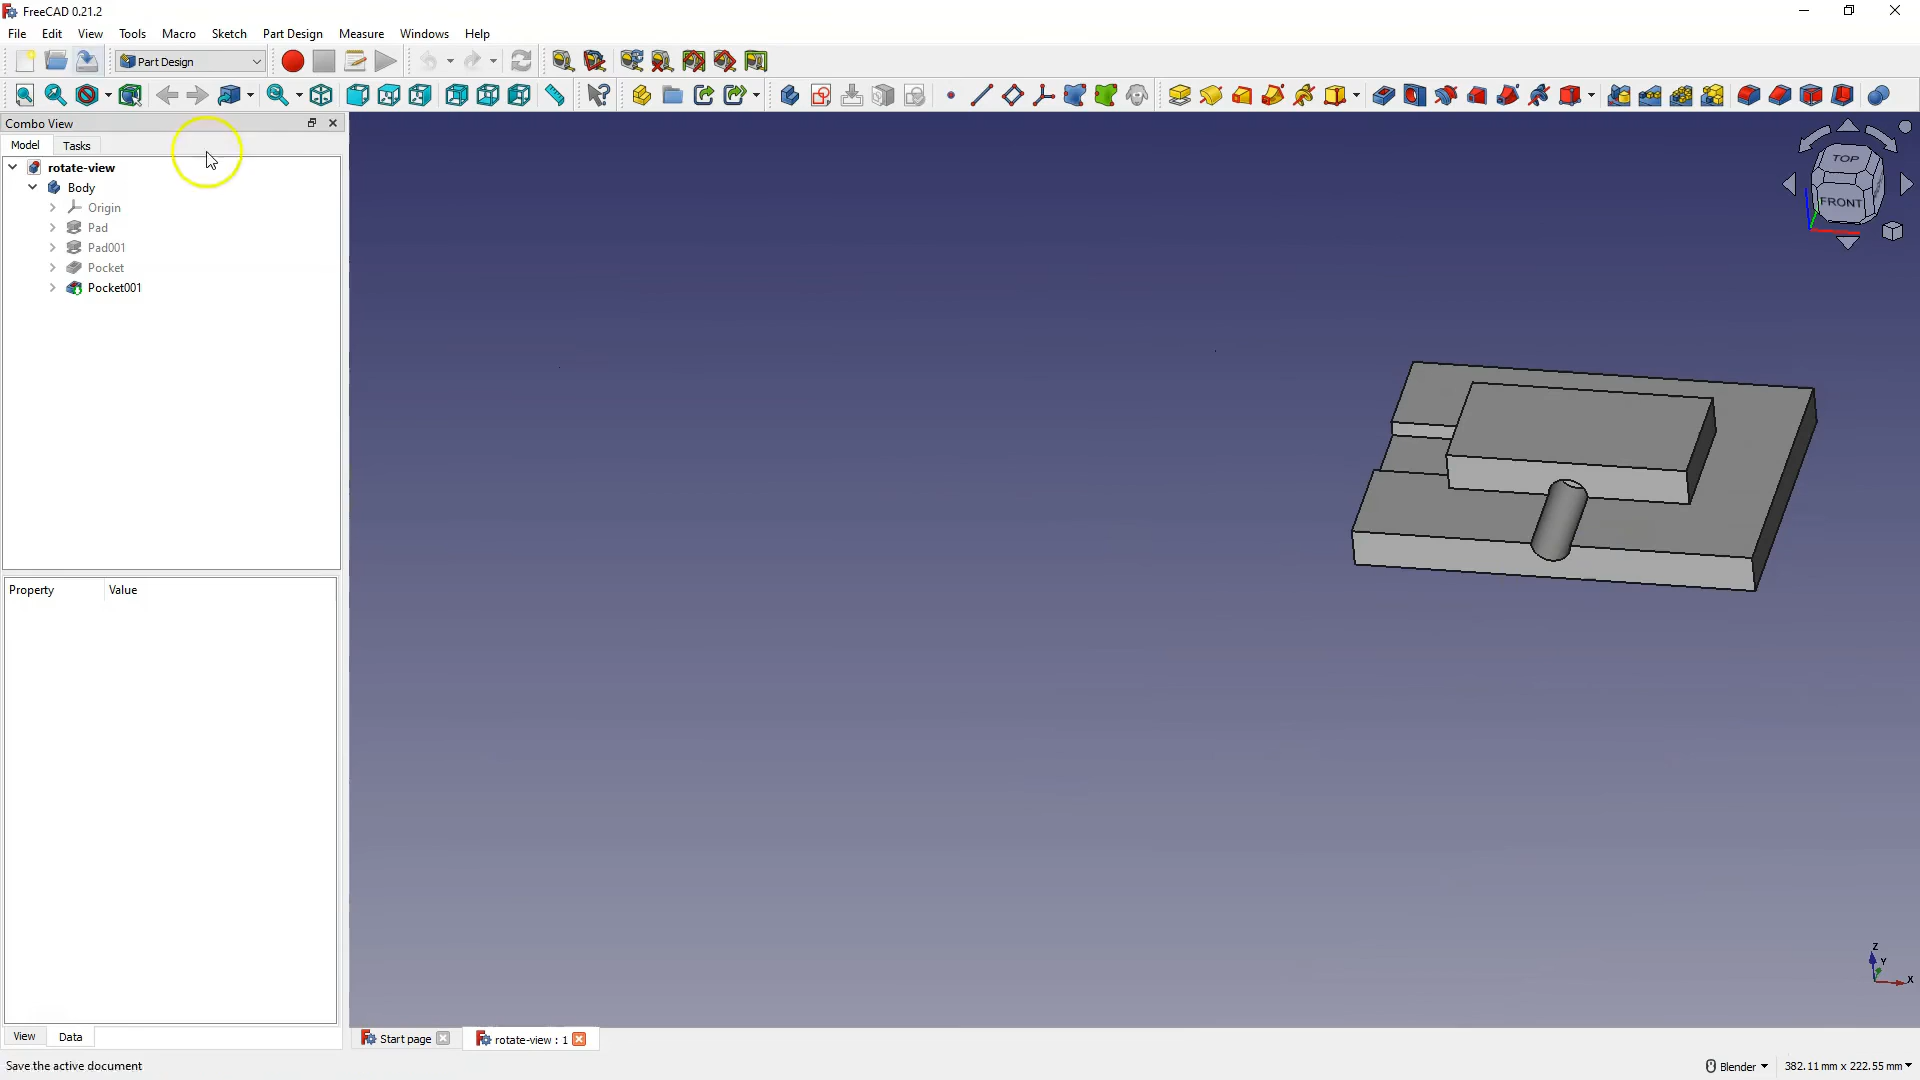 FreeCAD 0.21.2
File Edit View Tools Macro Sketch Part Design Measure Windows Help
Part Design
Combo View
Model Tasks
rotate-view
Body
Origin
Pad
Pad001
Pocket
Pocket001
Property Value
View Data
TOP
FRONT
Z
Y
X
Start page rotate-view : 1
Save the active document
Blender 382.11 mm x 222.55 mm